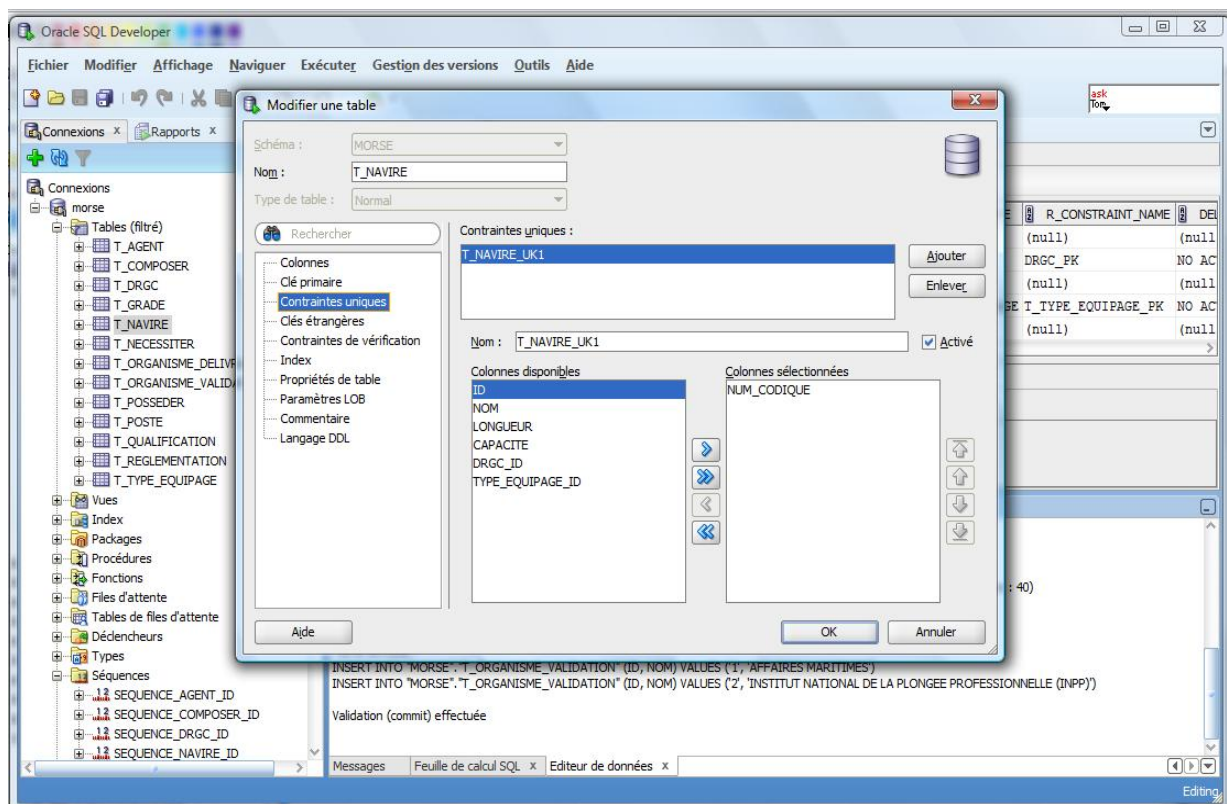 Oracle SQL Developer
Fichier Modifier Affichage Naviguer Exécuter Gestion des versions Outils Aide
ask
Tom
Connexions x Rapports x
Connexions
morse
Tables (filtré)
T_AGENT
T_COMPOSER
T_DRGC
T_GRADE
T_NAVIRE
T_NECESSITER
T_ORGANISME_DELIVR
T_ORGANISME_VALIDA
T_POSSEDER
T_POSTE
T_QUALIFICATION
T_REGLEMENTATION
T_TYPE_EQUIPAGE
Vues
Index
Packages
Procédures
Fonctions
Files d'attente
Tables de files d'attente
Déclencheurs
Types
Séquences
SEQUENCE_AGENT_ID
SEQUENCE_COMPOSER_ID
SEQUENCE_DRGC_ID
SEQUENCE_NAVIRE_ID
Modifier une table
Schéma : MORSE
Nom : T_NAVIRE
Type de table : Normal
Rechercher
Colonnes
Clé primaire
Contraintes uniques
Clés étrangères
Contraintes de vérification
Index
Propriétés de table
Paramètres LOB
Commentaire
Langage DDL
Contraintes uniques :
T_NAVIRE_UK1
Ajouter
Enlever
Nom : T_NAVIRE_UK1
Activé
Colonnes disponibles
ID
NOM
LONGUEUR
CAPACITE
DRGC_ID
TYPE_EQUIPAGE_ID
Colonnes sélectionnées
NUM_CODIQUE
Aide
OK
Annuler
E R_CONSTRAINT_NAME DEL
(null) (null
DRGC_PK NO AC
(null) (null
GE T_TYPE_EQUIPAGE_PK NO AC
(null) (null
: 40)
INSERT INTO "MORSE"."T_ORGANISME_VALIDATION" (ID, NOM) VALUES ('1', 'AFFAIRES MARITIMES')
INSERT INTO "MORSE"."T_ORGANISME_VALIDATION" (ID, NOM) VALUES ('2', 'INSTITUT NATIONAL DE LA PLONGEE PROFESSIONNELLE (INPP)')
Validation (commit) effectuée
Messages Feuille de calcul SQL x Editeur de données x
Editing